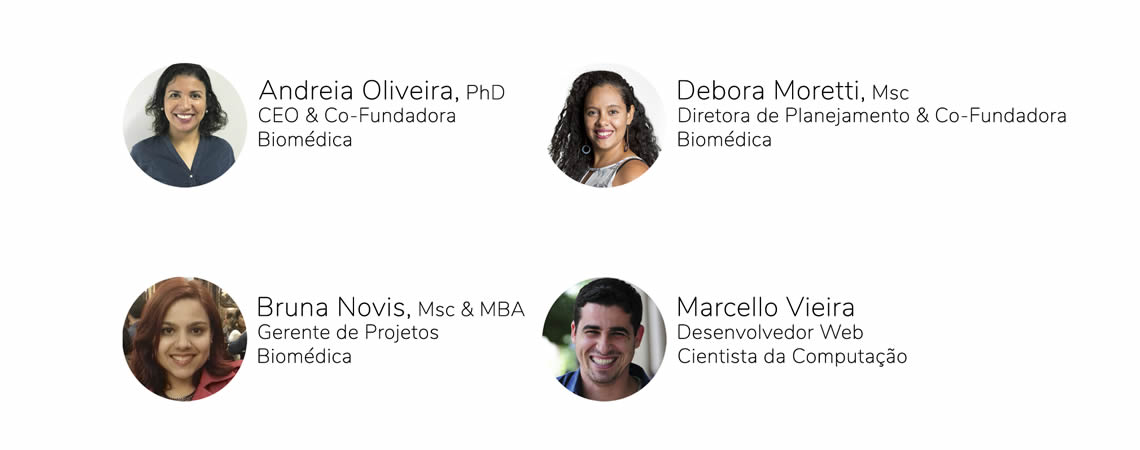 Andreia Oliveira, PhD
CEO & Co-Fundadora
Biomédica
Debora Moretti, Msc
Diretora de Planejamento & Co-Fundadora
Biomédica
Bruna Novis, Msc & MBA
Gerente de Projetos
Biomédica
Marcello Vieira
Desenvolvedor Web
Cientista da Computação